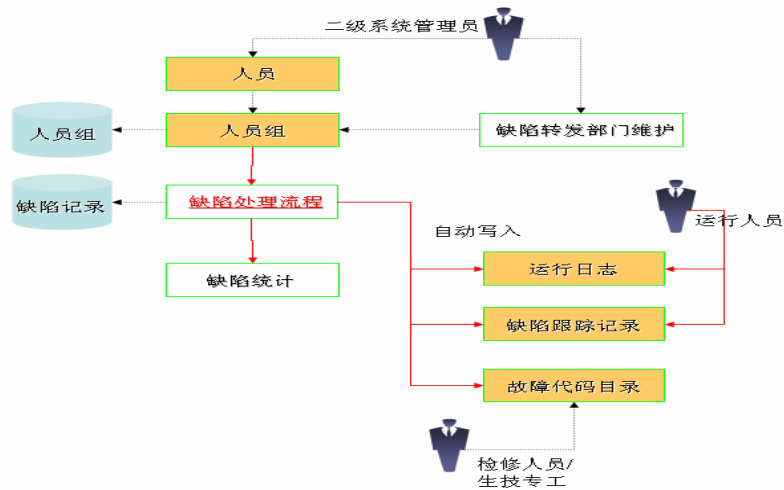 二级系统管理员
人员
人员组
人员组
缺陷转发部门维护
缺陷记录
缺陷处理流程
运行人员
自动写入
缺陷统计
运行日志
缺陷跟踪记录
故障代码目录
检修人员/
生技专工